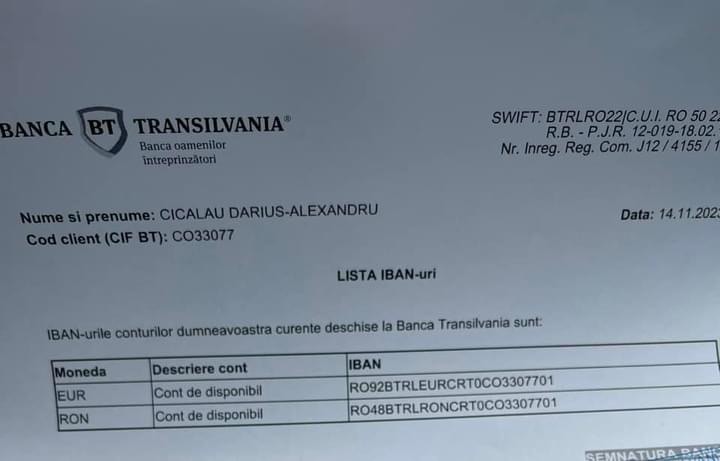 BANCA BT TRANSILVANIA®
Banca oamenilor
întreprinzători
SWIFT: BTRLRO22|C.U.I. RO 50 22
R.B. - P.J.R. 12-019-18.02.
Nr. Inreg. Reg. Com. J12 / 4155 / 1
Nume si prenume: CICALAU DARIUS-ALEXANDRU
Data: 14.11.2023
Cod client (CIF BT): CO33077
LISTA IBAN-uri
IBAN-urile conturilor dumneavoastra curente deschise la Banca Transilvania sunt:
Moneda Descriere cont IBAN
EUR Cont de disponibil RO92BTRLEURCRT0CO3307701
RON Cont de disponibil RO48BTRLRONCRT0CO3307701
SEMNATURA BANC